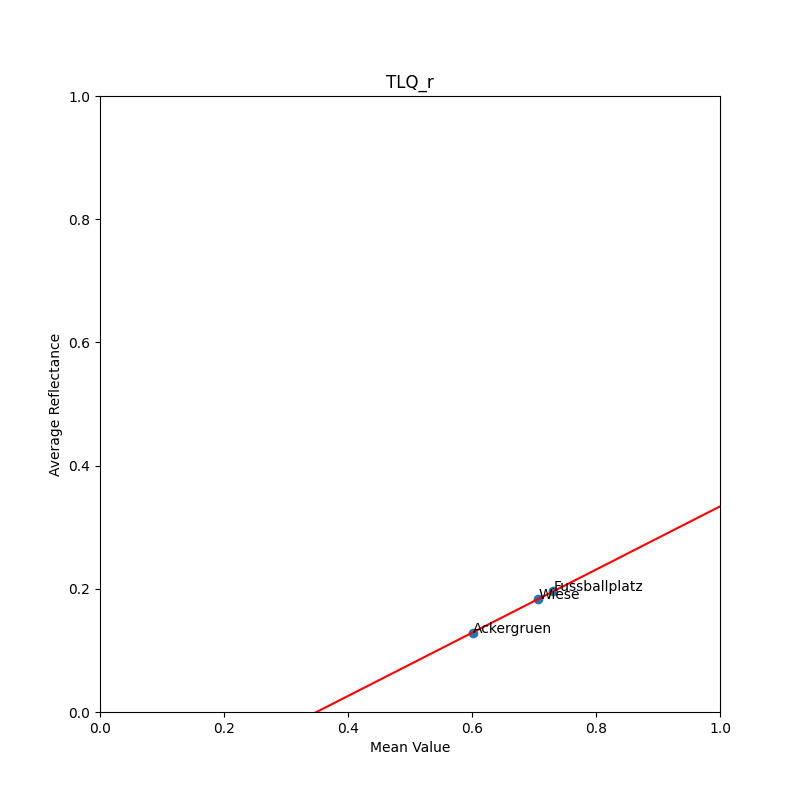 TLQ_r
1.0
0.8
0.6
0.4
0.2
0.0
Average Reflectance
Fussballplatz
Wiese
Ackergruen
0.0 0.2 0.4 0.6 0.8 1.0
Mean Value